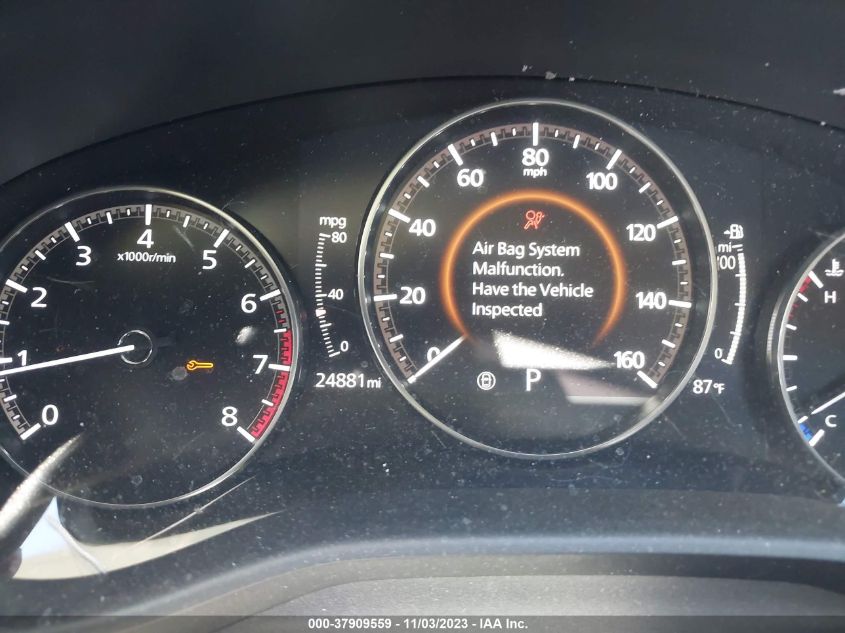 0
1
2
3
4
5
6
7
8
x1000r/min
mpg
80
40
0
24881 mi
0
20
40
60
80
mph
100
120
140
160
Air Bag System
Malfunction.
Have the Vehicle
Inspected
P
mi
100
0
87°F
H
C
000-37909559 - 11/03/2023 - IAA Inc.